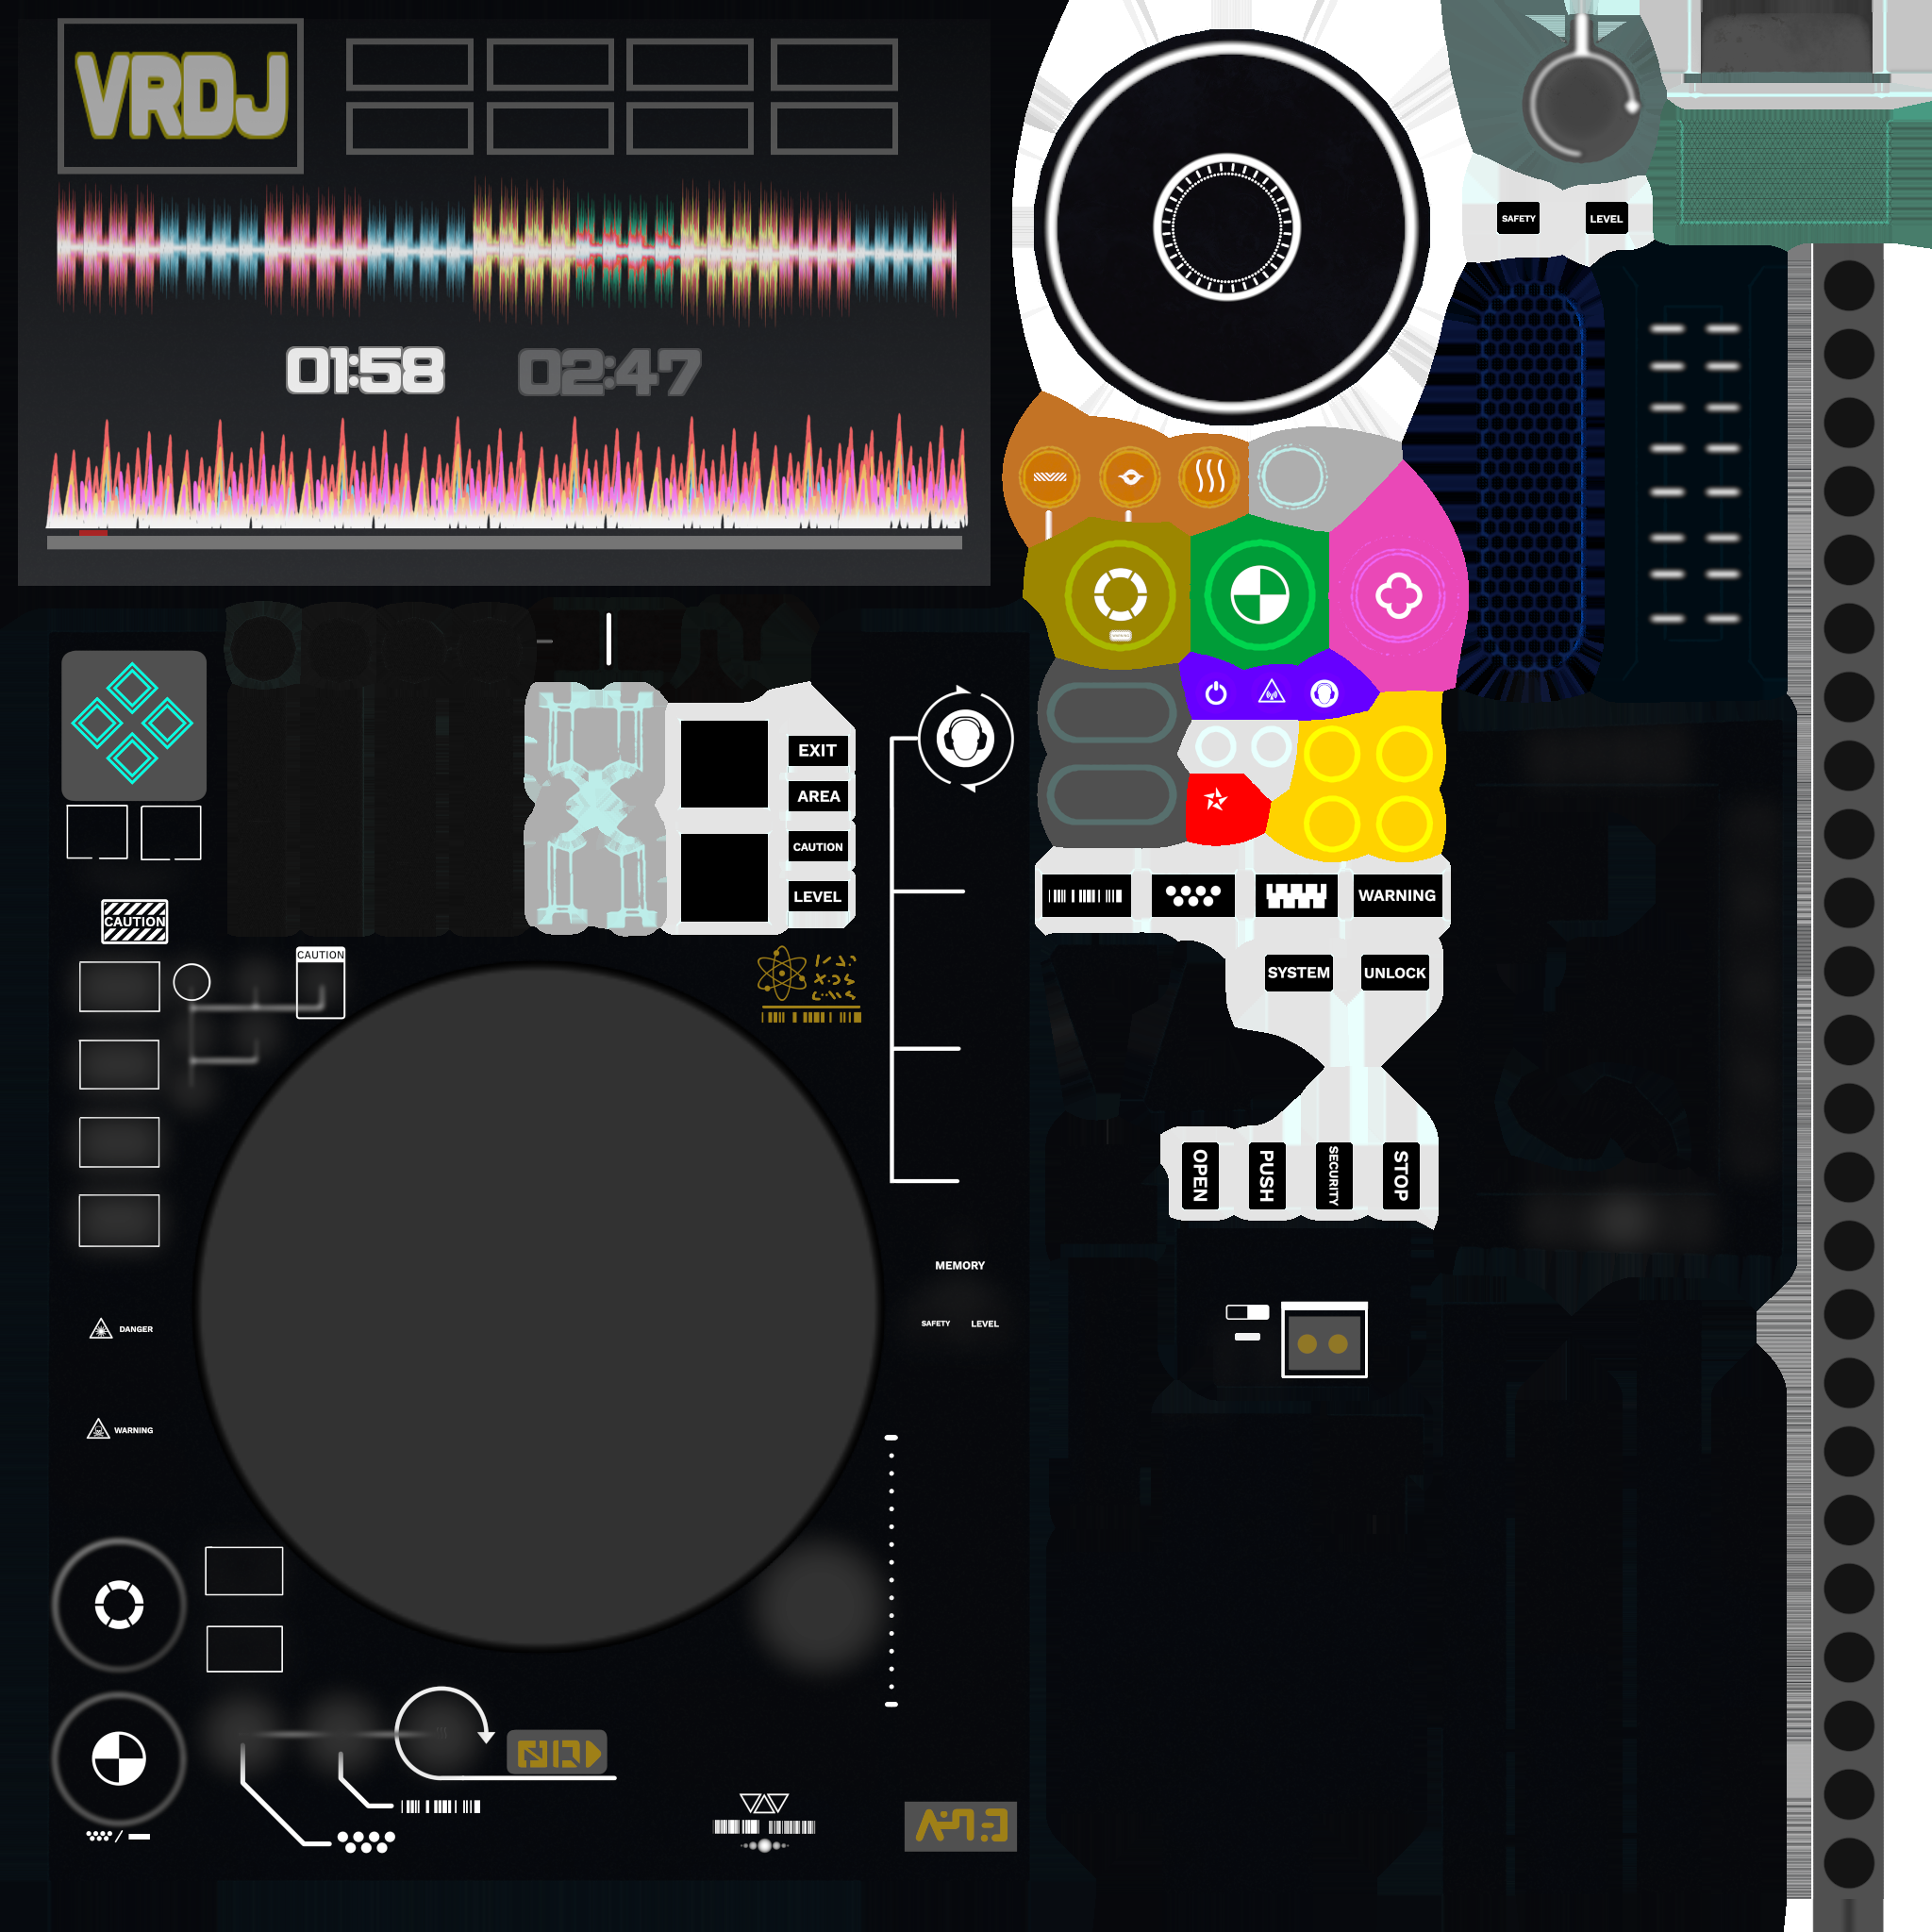 VRDJ
01:58 02:47
SAFETY LEVEL
EXIT
AREA
CAUTION
LEVEL
WARNING
CAUTION
CAUTION
SYSTEM UNLOCK
OPEN PUSH SECURITY STOP
MEMORY
SAFETY LEVEL
DANGER
WARNING